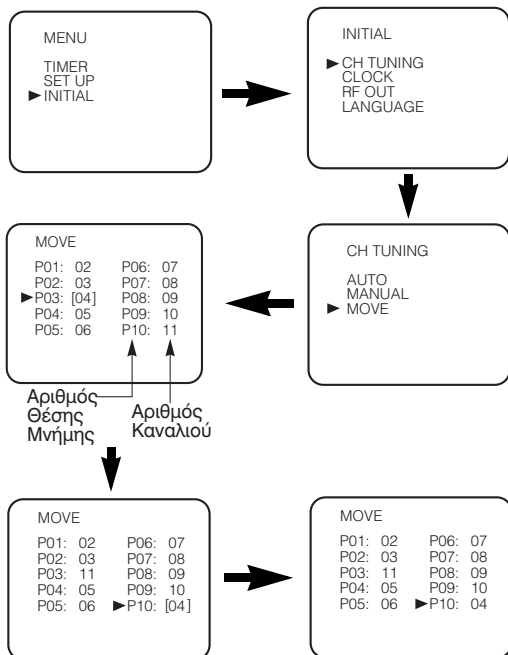 MENU
TIMER
SET UP
►INITIAL
INITIAL
►CH TUNING
CLOCK
RF OUT
LANGUAGE
CH TUNING
AUTO
MANUAL
►MOVE
MOVE
P01: 02 P06: 07
P02: 03 P07: 08
►P03: [04] P08: 09
P04: 05 P09: 10
P05: 06 P10: 11
Αριθμός
Θέσης
Μνήμης
Αριθμός
Καναλιού
MOVE
P01: 02 P06: 07
P02: 03 P07: 08
P03: 11 P08: 09
P04: 05 P09: 10
P05: 06 ►P10: [04]
MOVE
P01: 02 P06: 07
P02: 03 P07: 08
P03: 11 P08: 09
P04: 05 P09: 10
P05: 06 ►P10: 04